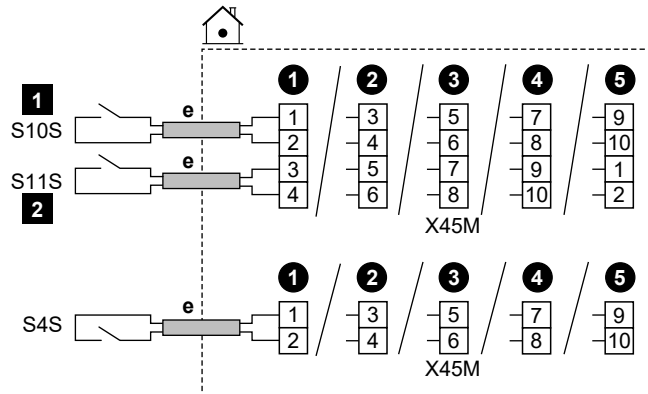 1 2 3 4 5
1
e
S10S
1 3 5 7 9
2 4 6 8 10
e
S11S
3 5 7 9 1
4 6 8 10 2
2
X45M
1 2 3 4 5
e
S4S
1 3 5 7 9
2 4 6 8 10
X45M